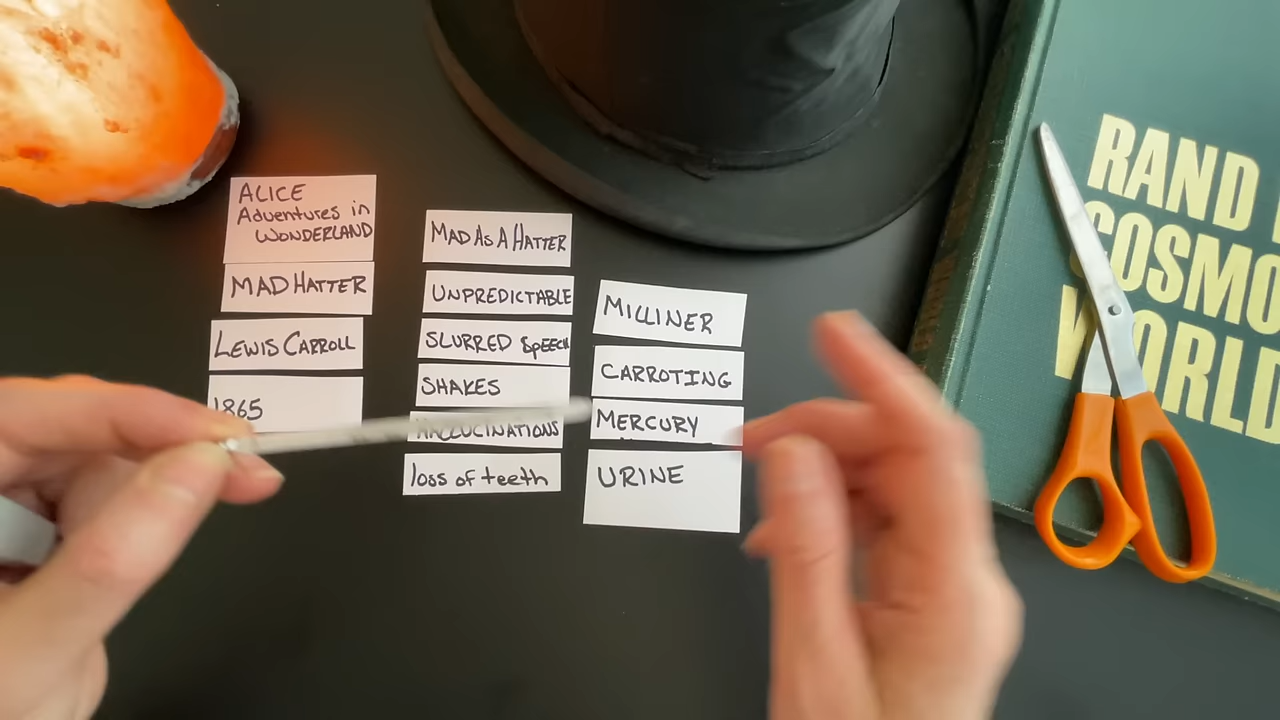 ALICE
Adventures in
WONDERLAND
MAD HATTER
LEWIS CARROLL
1865
MAD AS A HATTER
UNPREDICTABLE
SLURRED SPEECH
SHAKES
HALLUCINATIONS
loss of teeth
MILLINER
CARROTING
MERCURY
URINE
RAND
COSMO
WORLD